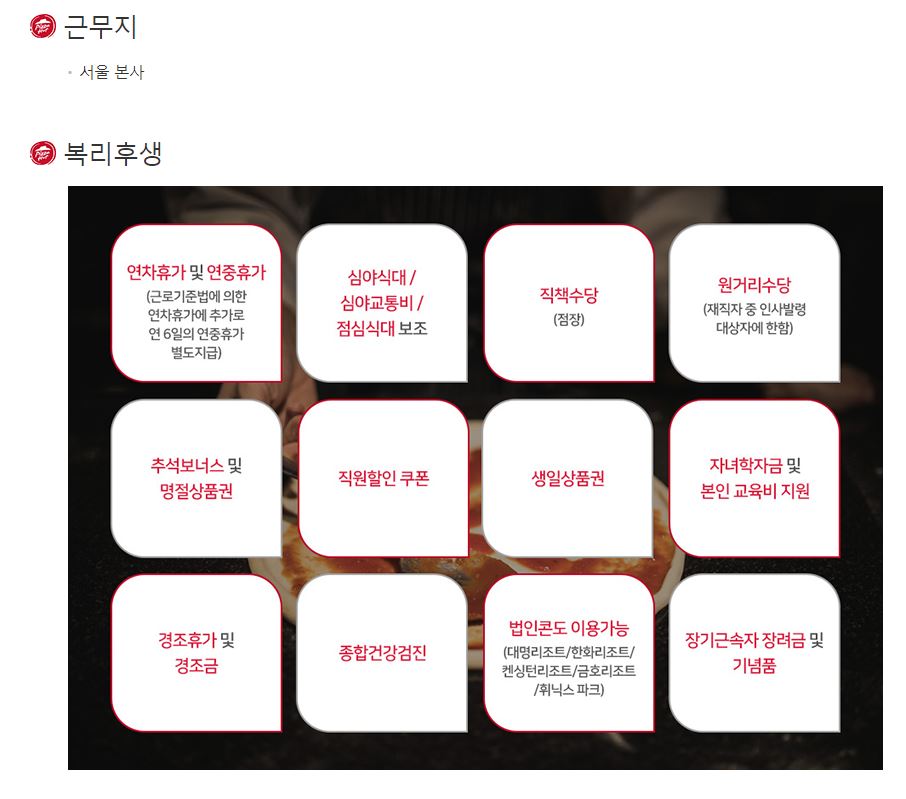 근무지
서울 본사
복리후생
연차휴가 및 연중휴가
(근로기준법에 의한
연차휴가에 추가로
연 6일의 연중휴가
별도지급)
심야식대 /
심야교통비 /
점심식대 보조
직책수당
(점장)
원거리수당
(재직자 중 인사발령
대상자에 한함)
추석보너스 및
명절상품권
직원할인 쿠폰
생일상품권
자녀학자금 및
본인 교육비 지원
경조휴가 및
경조금
종합건강검진
법인콘도 이용가능
(대명리조트/한화리조트/
켄싱턴리조트/금호리조트
/휘닉스 파크)
장기근속자 장려금 및
기념품